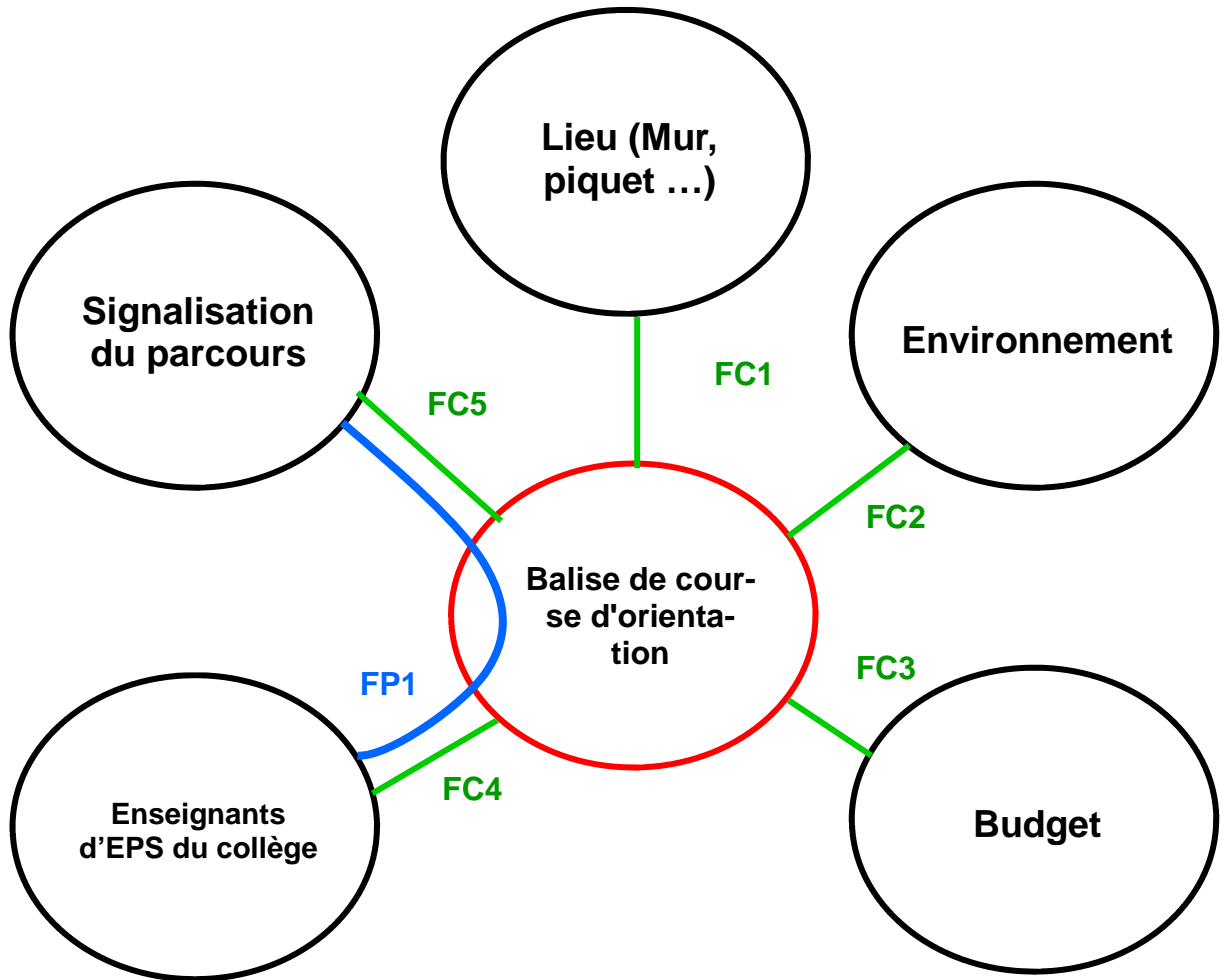 Lieu (Mur,
piquet …)
Signalisation
du parcours
Environnement
FC1
FC5
FC2
Balise de cour-
se d'orienta-
tion
FC3
FP1
FC4
Enseignants
d’EPS du collège
Budget